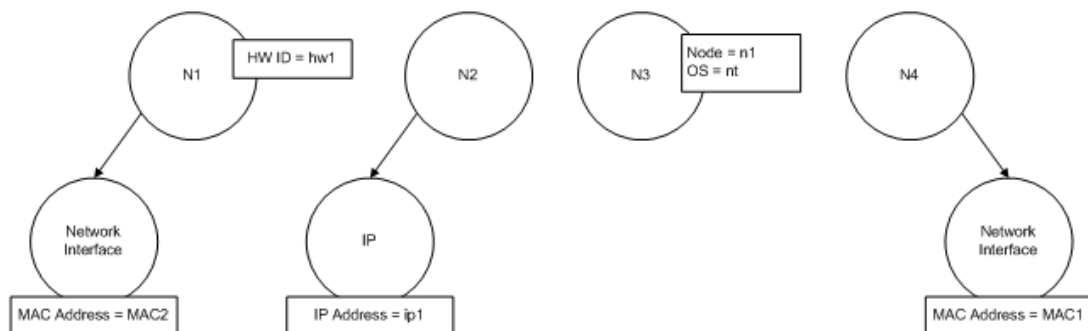 N1
HW ID = hw1
N2
N3
Node = n1
OS = nt
N4
Network
Interface
MAC Address = MAC2
IP
IP Address = ip1
Network
Interface
MAC Address = MAC1